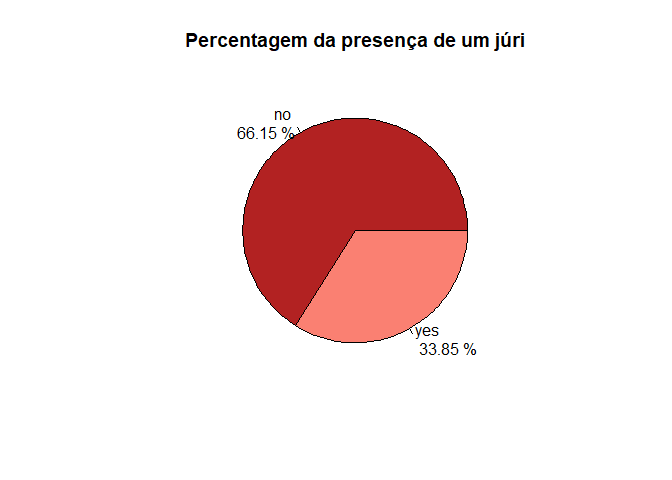 Percentagem da presença de um júri
no
66.15 %
yes
33.85 %